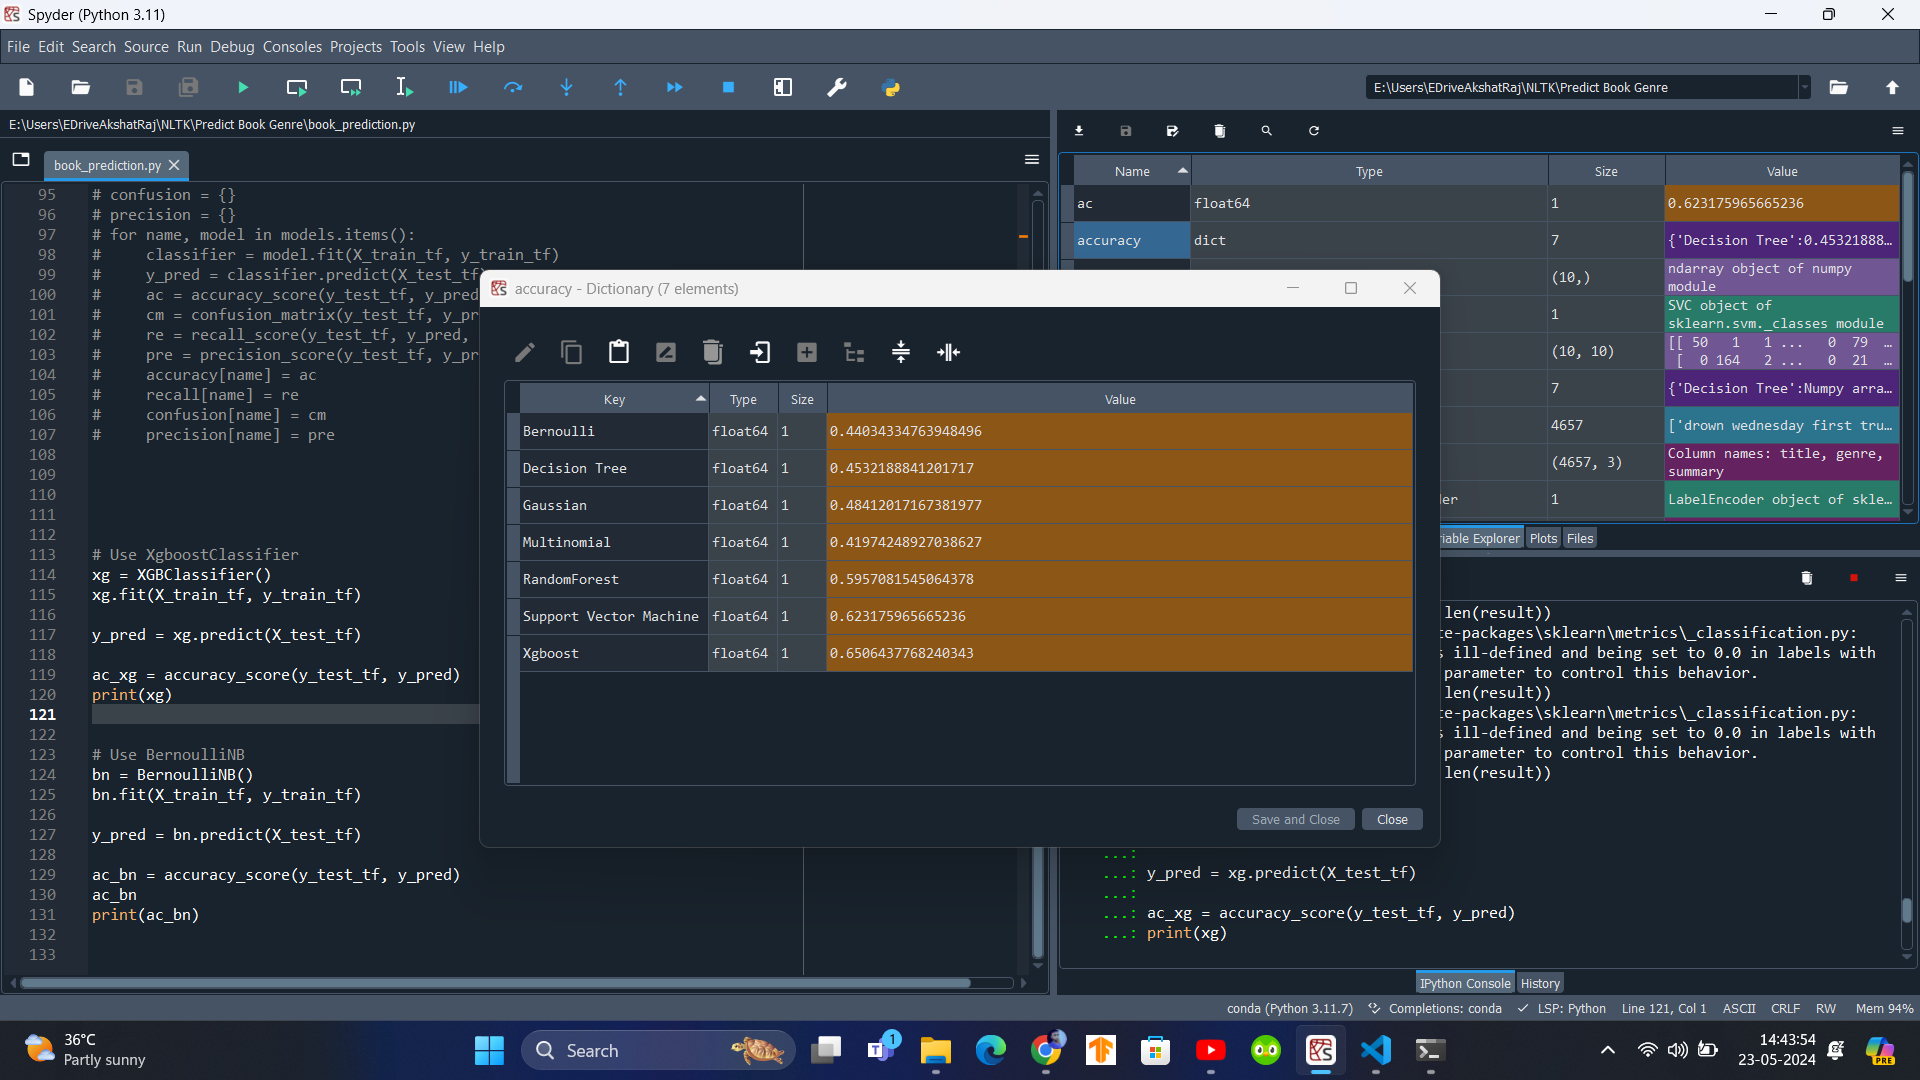 Spyder (Python 3.11)
File Edit Search Source Run Debug Consoles Projects Tools View Help
E:\Users\EDriveAkshatRaj\NLTK\Predict Book Genre
E:\Users\EDriveAkshatRaj\NLTK\Predict Book Genre\book_prediction.py
book_prediction.py
95 # confusion = {}
96 # precision = {}
97 # for name, model in models.items():
98 #     classifier = model.fit(X_train_tf, y_train_tf)
99 #     y_pred = classifier.predict(X_test_tf
100 #     ac = accuracy_score(y_test_tf, y_pred
101 #     cm = confusion_matrix(y_test_tf, y_pr
102 #     re = recall_score(y_test_tf, y_pred,
103 #     pre = precision_score(y_test_tf, y_pr
104 #     accuracy[name] = ac
105 #     recall[name] = re
106 #     confusion[name] = cm
107 #     precision[name] = pre
108
109
110
111
112
113 # Use XgboostClassifier
114 xg = XGBClassifier()
115 xg.fit(X_train_tf, y_train_tf)
116
117 y_pred = xg.predict(X_test_tf)
118
119 ac_xg = accuracy_score(y_test_tf, y_pred)
120 print(xg)
121
122
123 # Use BernoulliNB
124 bn = BernoulliNB()
125 bn.fit(X_train_tf, y_train_tf)
126
127 y_pred = bn.predict(X_test_tf)
128
129 ac_bn = accuracy_score(y_test_tf, y_pred)
130 ac_bn
131 print(ac_bn)
132
133
Name Type Size Value
ac float64 1 0.623175965665236
accuracy dict 7 {'Decision Tree':0.45321888…
(10,) ndarray object of numpy
module
1 SVC object of
sklearn.svm._classes module
(10, 10) [[ 50   1   1 ...   0  79  …
[  0 164   2 ...   0  21  …
7 {'Decision Tree':Numpy arra…
4657 ['drown wednesday first tru…
(4657, 3) Column names: title, genre,
summary
er 1 LabelEncoder object of skle…
accuracy - Dictionary (7 elements)
Key Type Size Value
Bernoulli float64 1 0.44034334763948496
Decision Tree float64 1 0.4532188841201717
Gaussian float64 1 0.48412017167381977
Multinomial float64 1 0.41974248927038627
RandomForest float64 1 0.5957081545064378
Support Vector Machine float64 1 0.623175965665236
Xgboost float64 1 0.6506437768240343
Save and Close Close
iable Explorer Plots Files
len(result))
te-packages\sklearn\metrics\_classification.py:
s ill-defined and being set to 0.0 in labels with
parameter to control this behavior.
len(result))
te-packages\sklearn\metrics\_classification.py:
s ill-defined and being set to 0.0 in labels with
parameter to control this behavior.
len(result))
...:
...: y_pred = xg.predict(X_test_tf)
...:
...: ac_xg = accuracy_score(y_test_tf, y_pred)
...: print(xg)
IPython Console History
conda (Python 3.11.7) Completions: conda LSP: Python Line 121, Col 1 ASCII CRLF RW Mem 94%
36°C
Partly sunny
Search
1
14:43:54
23-05-2024
PRE